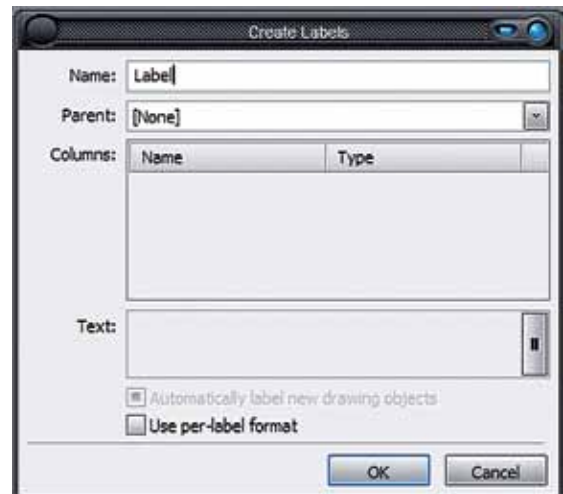 Create Labels
Name: Label
Parent: [None]
Columns: Name Type
Text:
Automatically label new drawing objects
Use per-label format
OK Cancel